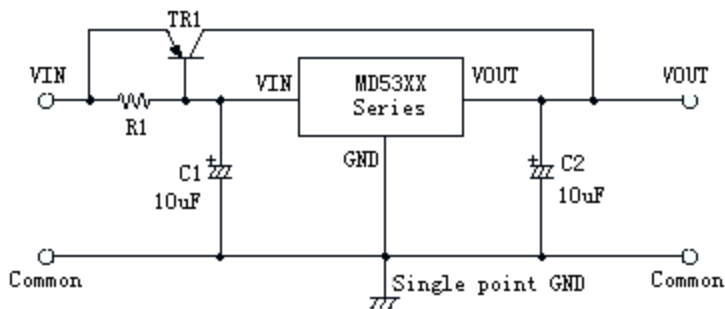 TR1
VIN
VIN
MD53XX
Series
VOUT
VOUT
R1
GND
C1
10uF
+
C2
10uF
+
Common
Single point GND
Common